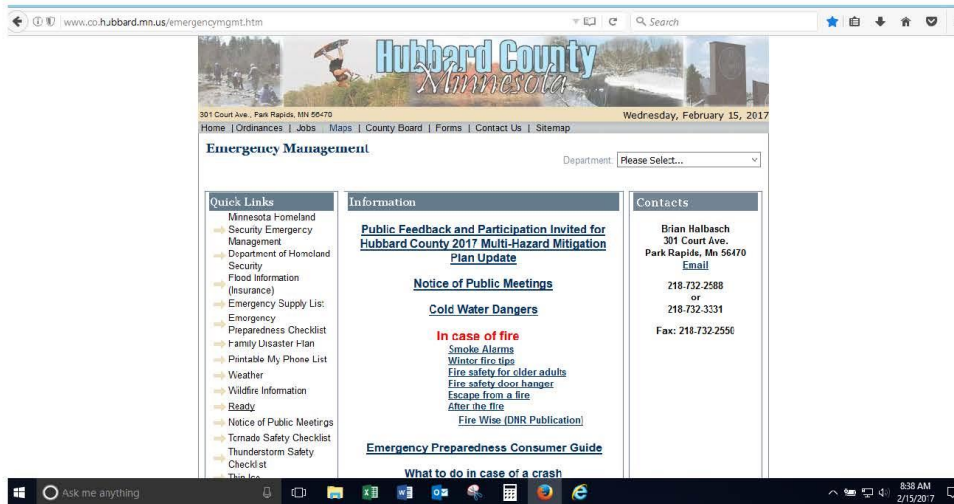 www.co.hubbard.mn.us/emergencymgmt.htm
Search
Hubbard County
Minnesota
301 Court Ave., Park Rapids, MN 56470
Wednesday, February 15, 2017
Home | Ordinances | Jobs | Maps | County Board | Forms | Contact Us | Sitemap
Emergency Management
Department: Please Select...
Quick Links
Minnesota Homeland
Security Emergency
Management
Department of Homeland
Security
Flood Information
(Insurance)
Emergency Supply List
Emergency
Preparedness Checklist
Family Disaster Plan
Printable My Phone List
Weather
Wildfire Information
Ready
Notice of Public Meetings
Tornado Safety Checklist
Thunderstorm Safety
Checklist
Thin Ice
Information
Public Feedback and Participation Invited for
Hubbard County 2017 Multi-Hazard Mitigation
Plan Update
Notice of Public Meetings
Cold Water Dangers
In case of fire
Smoke Alarms
Winter fire tips
Fire safety for older adults
Fire safety door hanger
Escape from a fire
After the fire
Fire Wise (DNR Publication)
Emergency Preparedness Consumer Guide
What to do in case of a crash
Contacts
Brian Halbasch
301 Court Ave.
Park Rapids, Mn 56470
Email
218-732-2588
or
218-732-3331
Fax: 218-732-2550
Ask me anything
8:38 AM
2/15/2017